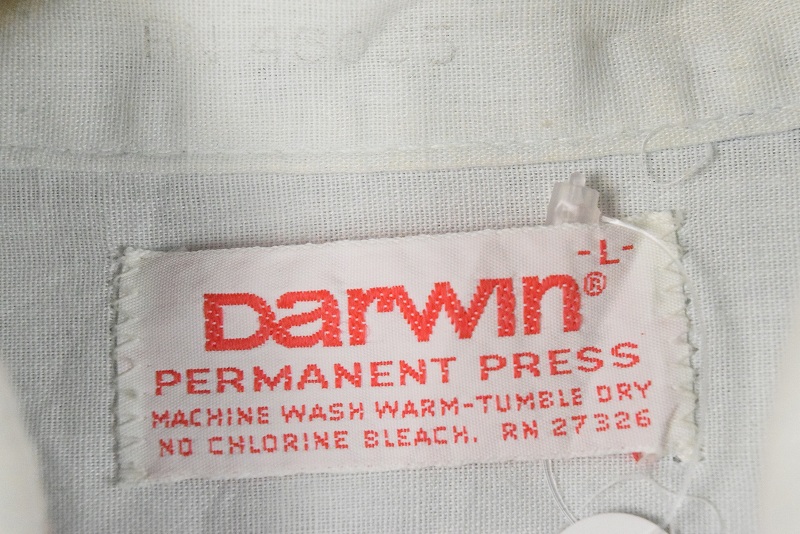 -L-
Darwin®
PERMANENT PRESS
MACHINE WASH WARM-TUMBLE DRY
NO CHLORINE BLEACH. RN 27326